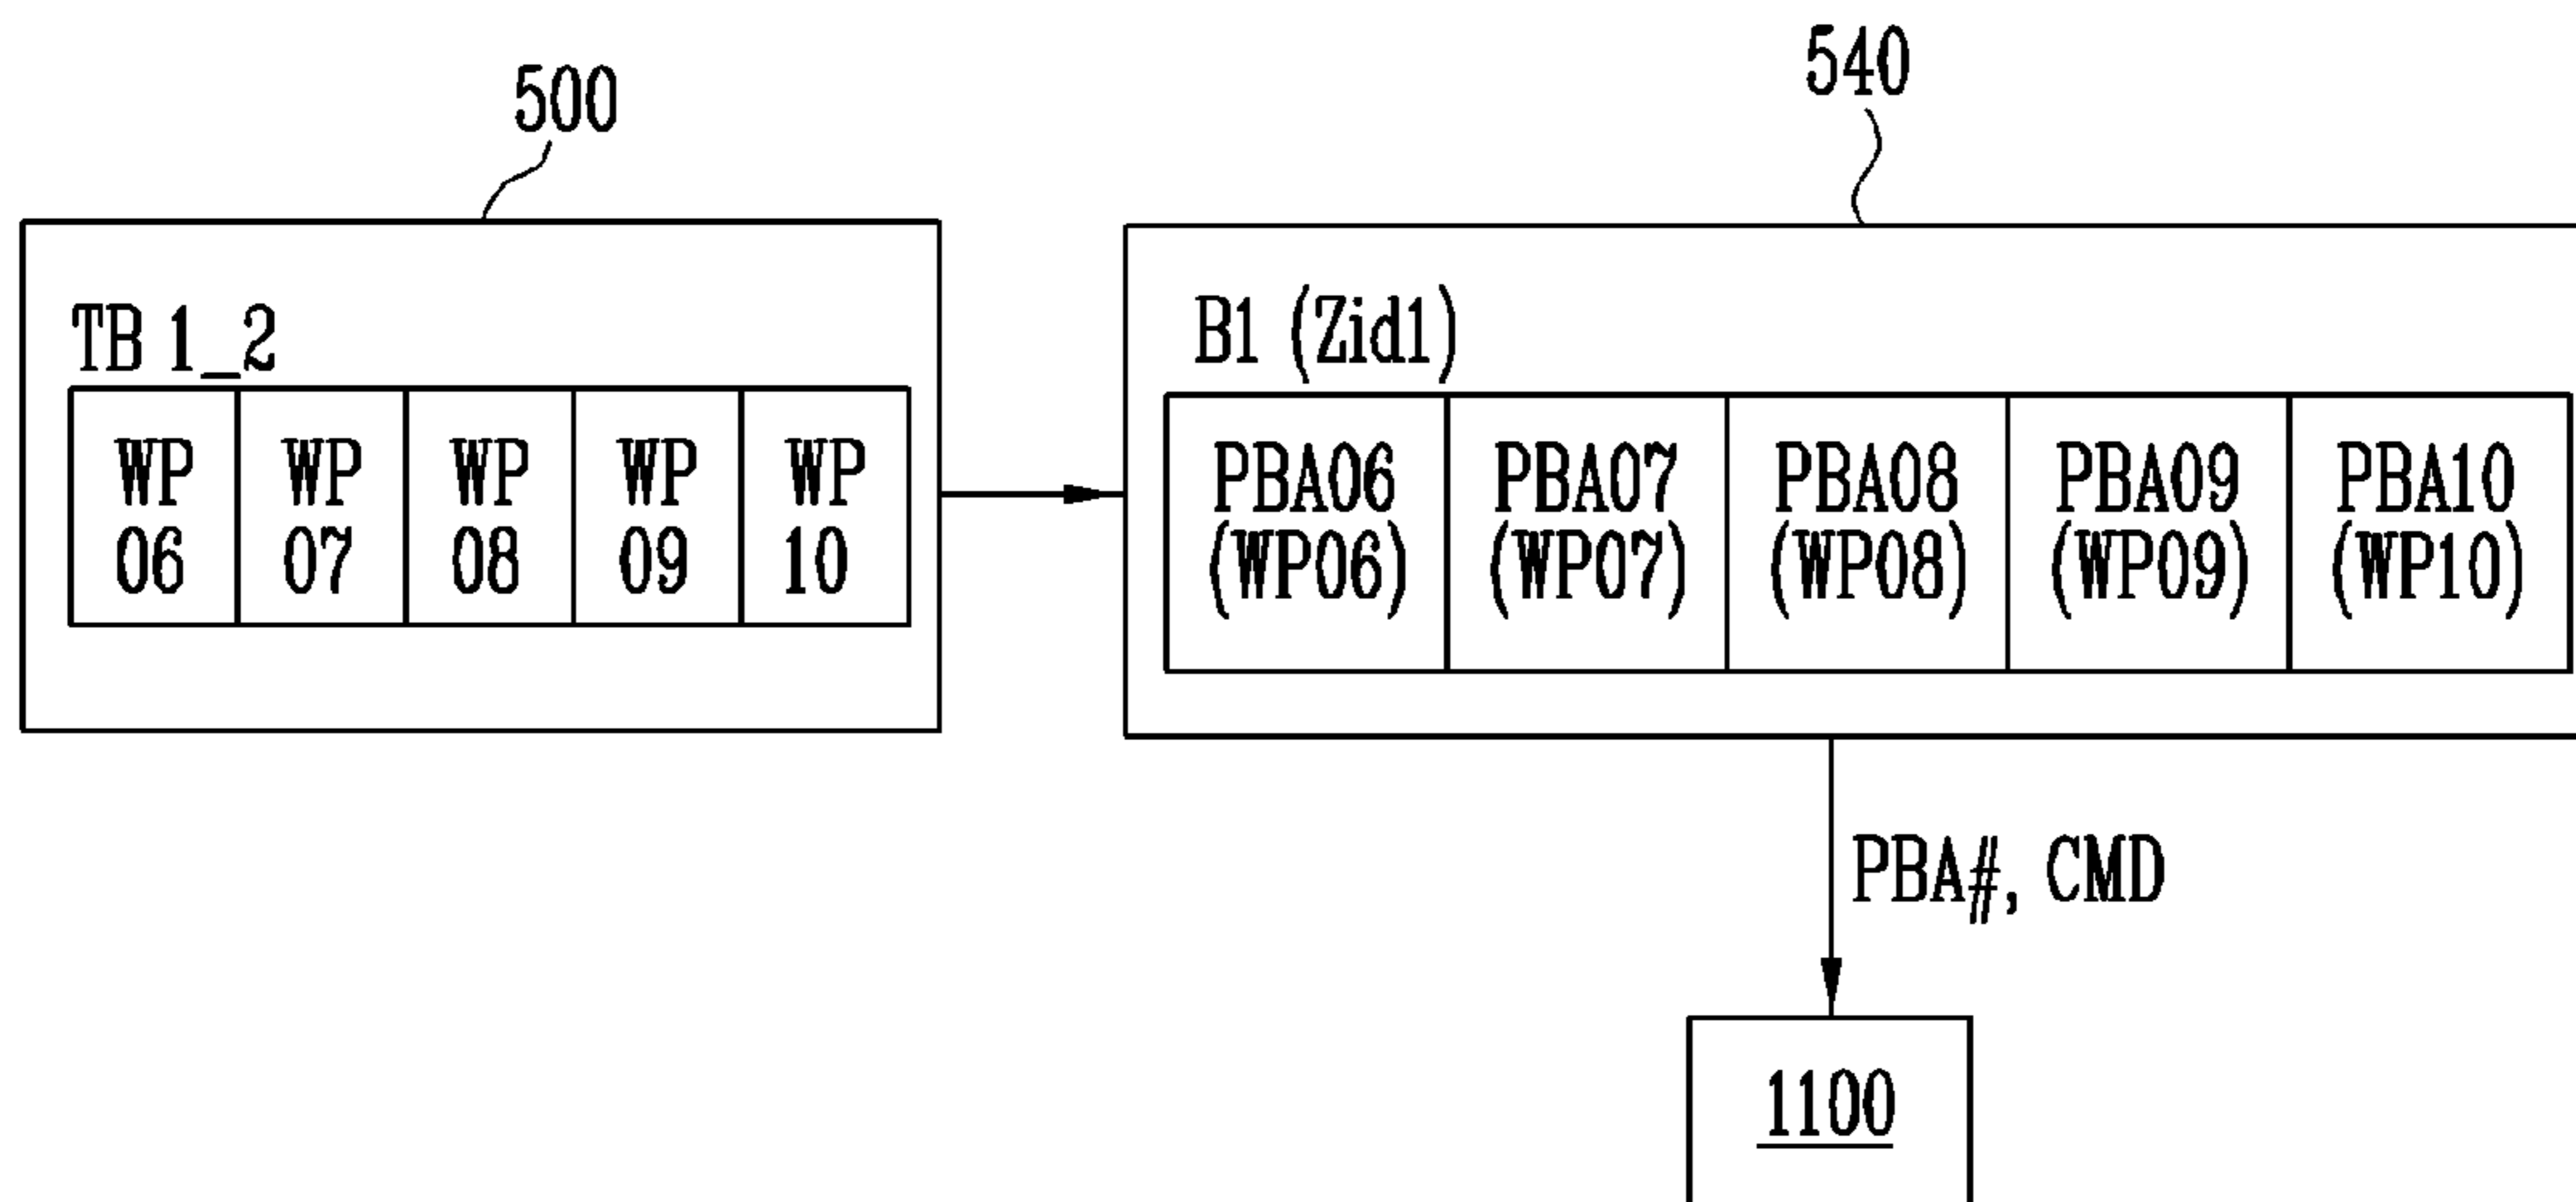 500
540
TB 1_2
WP WP WP WP WP
06 07 08 09 10
B1 (Zid1)
PBA06 PBA07 PBA08 PBA09 PBA10
(WP06) (WP07) (WP08) (WP09) (WP10)
PBA#, CMD
1100